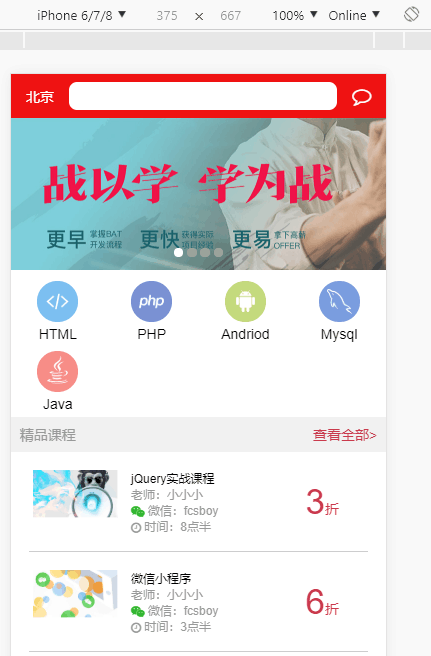 iPhone 6/7/8 ▼ 375 × 667 100% ▼ Online ▼
北京
战以学 学为战
更早 掌握BAT 开发流程 更快 获得实际 项目经验 更易 拿下高薪 OFFER
</> php
HTML PHP Andriod Mysql
Java
精品课程 查看全部>
jQuery实战课程
老师：小小小
微信：fcsboy
时间：8点半
3折
微信小程序
老师：小小小
微信：fcsboy
时间：3点半
6折